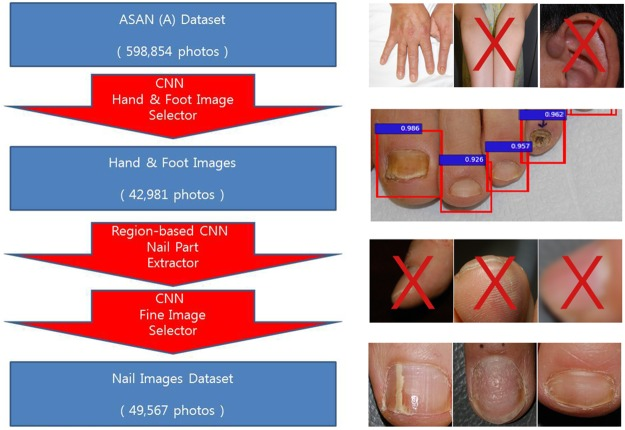 ASAN (A) Dataset
( 598,854 photos )
CNN
Hand & Foot Image
Selector
Hand & Foot Images
( 42,981 photos )
0.986
0.926
0.957
0.962
Region-based CNN
Nail Part
Extractor
CNN
Fine Image
Selector
Nail Images Dataset
( 49,567 photos )